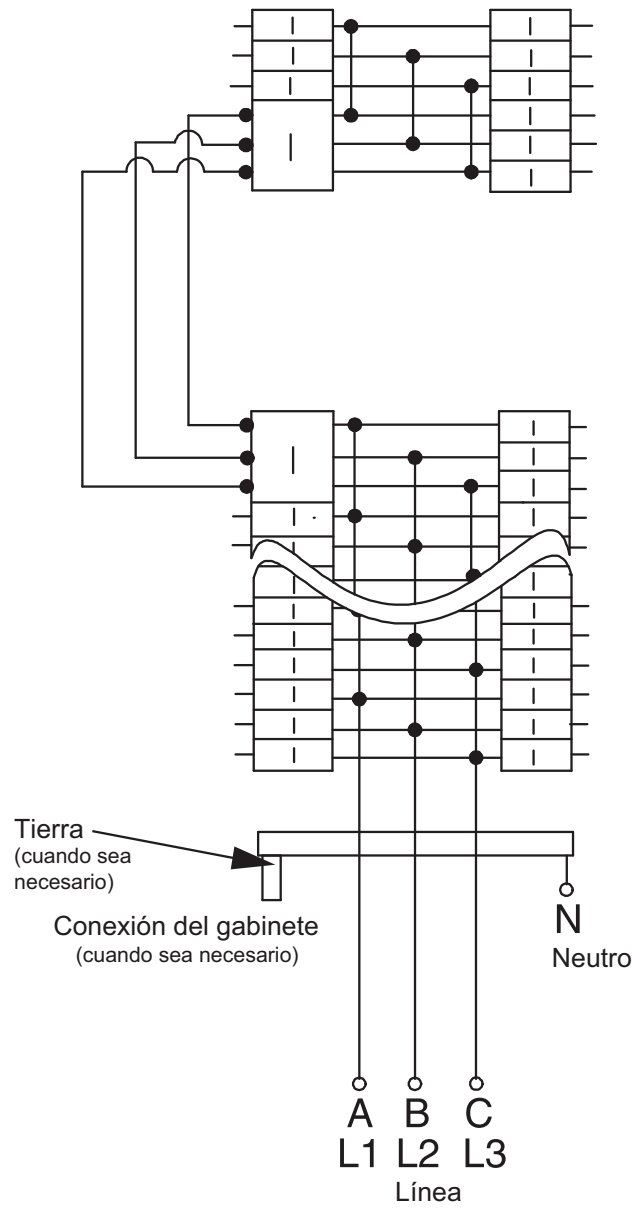 Tierra
(cuando sea
necesario)
Conexión del gabinete
(cuando sea necesario)
N
Neutro
A B C
L1 L2 L3
Línea